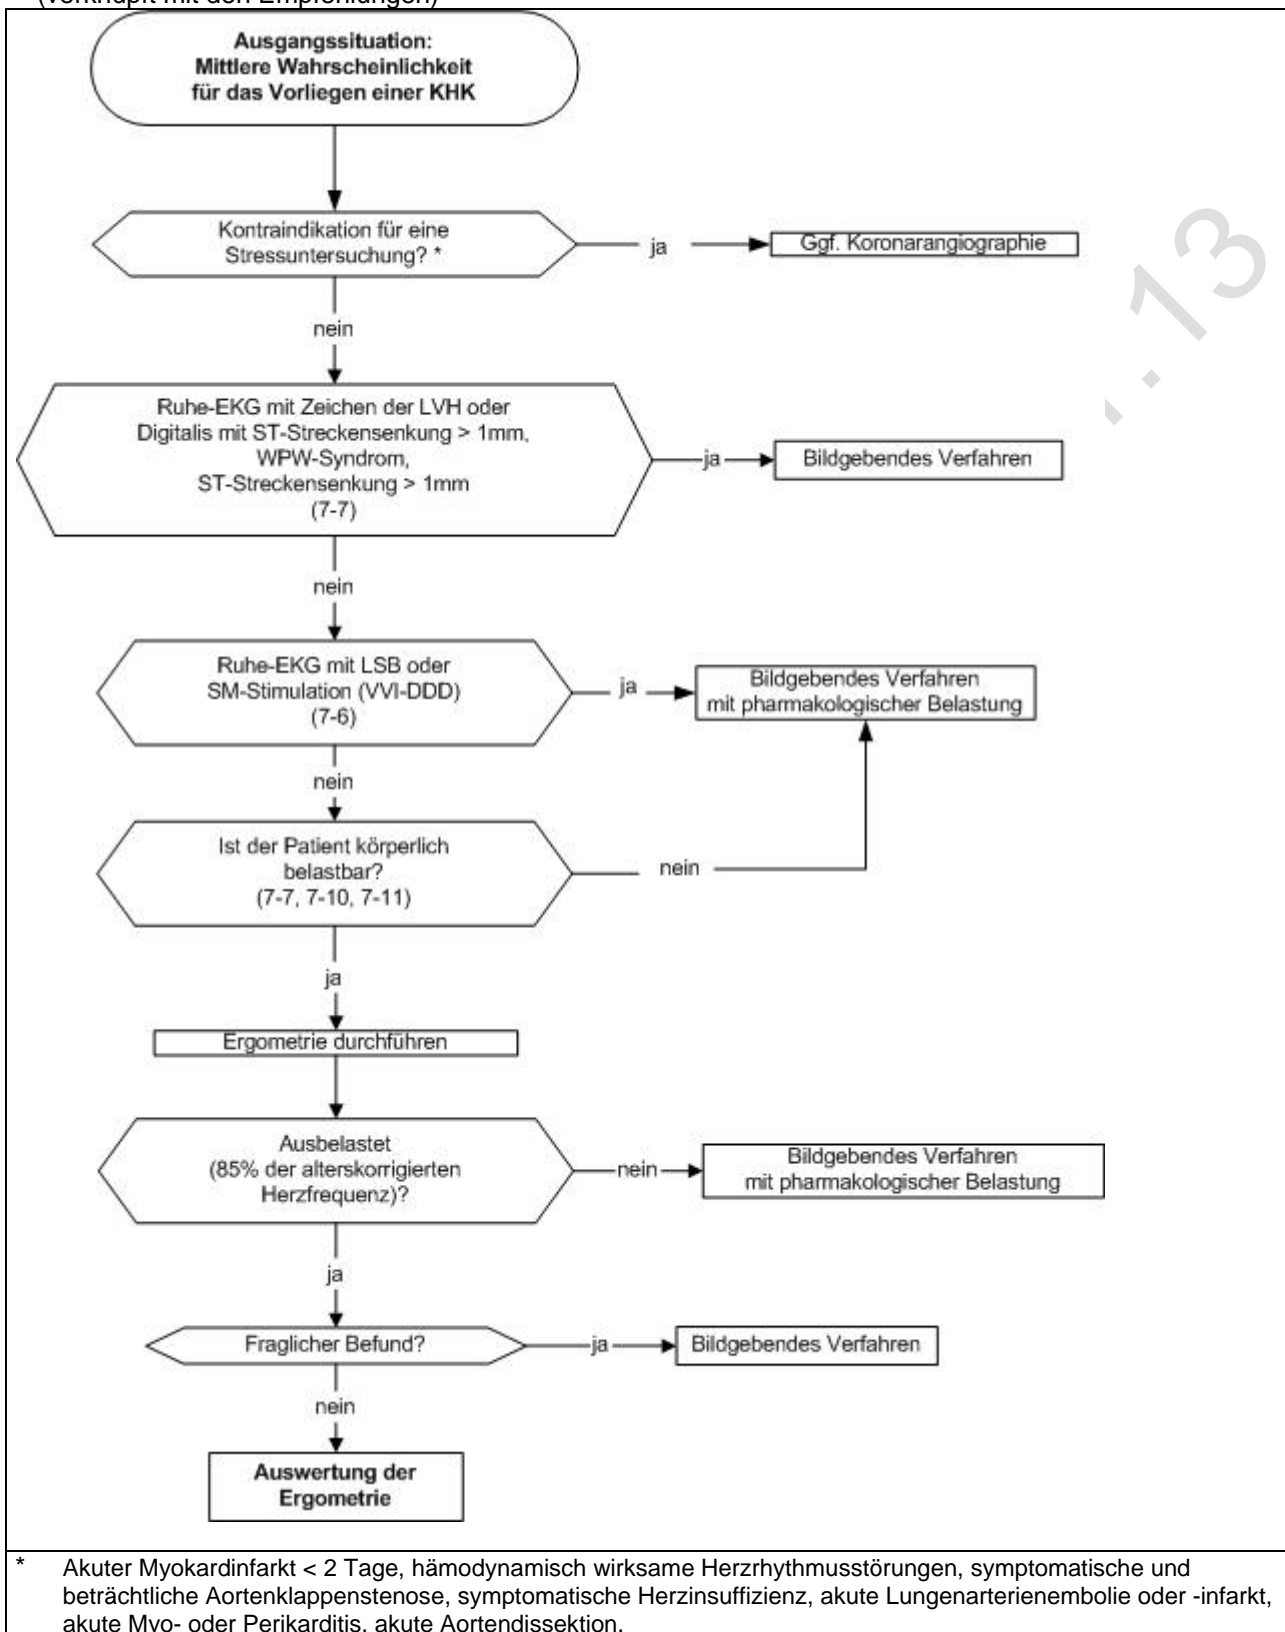 (verknüpft mit den Empfehlungen)
Ausgangssituation:
Mittlere Wahrscheinlichkeit
für das Vorliegen einer KHK
Kontraindikation für eine
Stressuntersuchung? *
ja
Ggf. Koronarangiographie
nein
Ruhe-EKG mit Zeichen der LVH oder
Digitalis mit ST-Streckensenkung > 1mm,
WPW-Syndrom,
ST-Streckensenkung > 1mm
(7-7)
ja
Bildgebendes Verfahren
nein
Ruhe-EKG mit LSB oder
SM-Stimulation (VVI-DDD)
(7-6)
ja
Bildgebendes Verfahren
mit pharmakologischer Belastung
nein
Ist der Patient körperlich
belastbar?
(7-7, 7-10, 7-11)
nein
ja
Ergometrie durchführen
Ausbelastet
(85% der alterskorrigierten
Herzfrequenz)?
nein
Bildgebendes Verfahren
mit pharmakologischer Belastung
ja
Fraglicher Befund?
ja
Bildgebendes Verfahren
nein
Auswertung der
Ergometrie
* Akuter Myokardinfarkt < 2 Tage, hämodynamisch wirksame Herzrhythmusstörungen, symptomatische und
beträchtliche Aortenklappenstenose, symptomatische Herzinsuffizienz, akute Lungenarterienembolie oder -infarkt,
akute Myo- oder Perikarditis, akute Aortendissektion.
.13